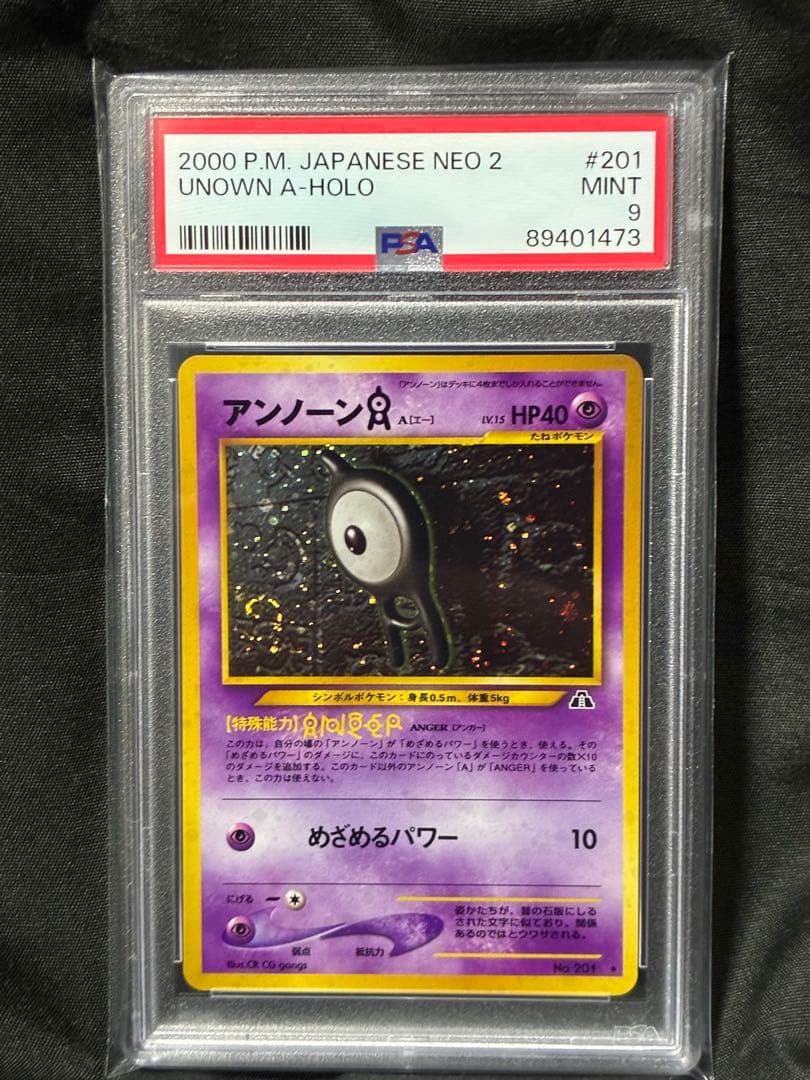 2000 P.M. JAPANESE NEO 2 #201
UNOWN A-HOLO MINT
9
PSA 89401473
「アンノーン」はデッキに4枚までしか入れることができません。
アンノーン A[エー] LV.15 HP40
たねポケモン
シンボルポケモン：身長0.5m、体重5kg
【特殊能力】ANGER ANGER [アンガー]
この力は、自分の場の「アンノーン」が「めざめるパワー」を使うとき、使える。その
「めざめるパワー」のダメージに、このカードにのっているダメージカウンターの数×10
のダメージを追加する。このカード以外のアンノーン「A」が「ANGER」を使っている
とき、この力は使えない。
めざめるパワー 10
にげる
弱点 抵抗力
姿かたちが、昔の石版にしる
された文字に似ており、関係
あるのではとウワサされる。
Illus.CR CG gangs
No.201
PSA